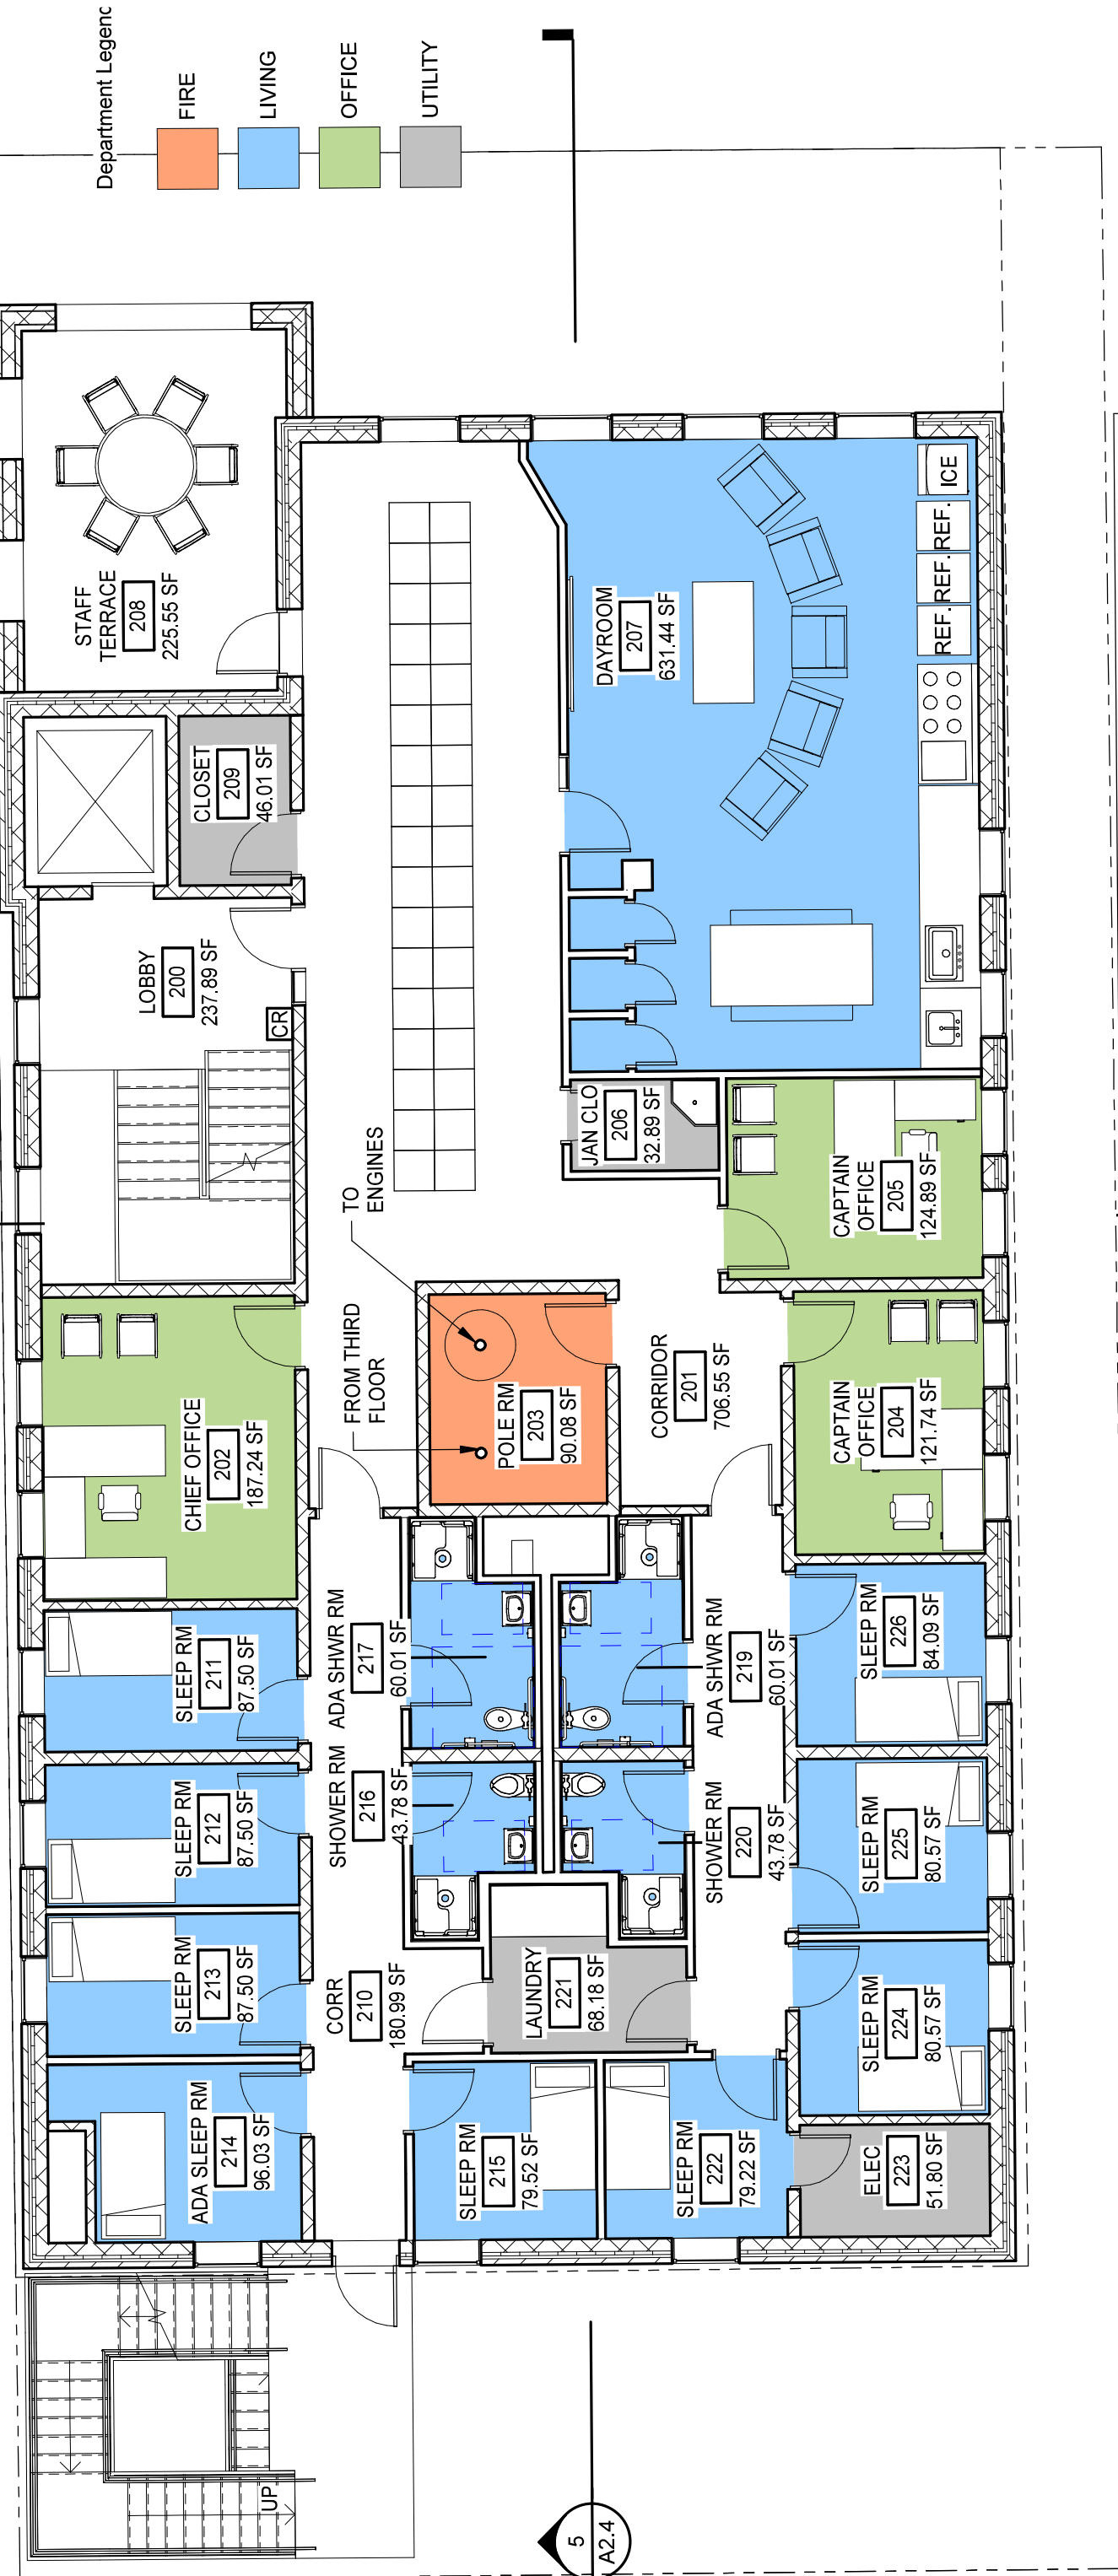 Department Legend
FIRE
LIVING
OFFICE
UTILITY
STAFF
TERRACE
208
225.55 SF
CLOSET
209
46.01 SF
LOBBY
200
237.89 SF
CR
DAYROOM
207
631.44 SF
ICE
REF.
REF.
REF.
JAN CLO
206
32.89 SF
CAPTAIN
OFFICE
205
124.89 SF
TO
ENGINES
FROM THIRD
FLOOR
CHIEF OFFICE
202
187.24 SF
POLE RM
203
90.08 SF
CORRIDOR
201
706.55 SF
CAPTAIN
OFFICE
204
121.74 SF
SLEEP RM
211
87.50 SF
ADA SHWR RM
217
60.01 SF
ADA SHWR RM
219
60.01 SF
SLEEP RM
226
84.09 SF
SLEEP RM
212
87.50 SF
SHOWER RM
216
43.78 SF
SHOWER RM
220
43.78 SF
SLEEP RM
225
80.57 SF
SLEEP RM
213
87.50 SF
CORR
210
180.99 SF
LAUNDRY
221
68.18 SF
SLEEP RM
224
80.57 SF
ADA SLEEP RM
214
96.03 SF
SLEEP RM
215
79.52 SF
SLEEP RM
222
79.22 SF
ELEC
223
51.80 SF
UP
5
A2.4